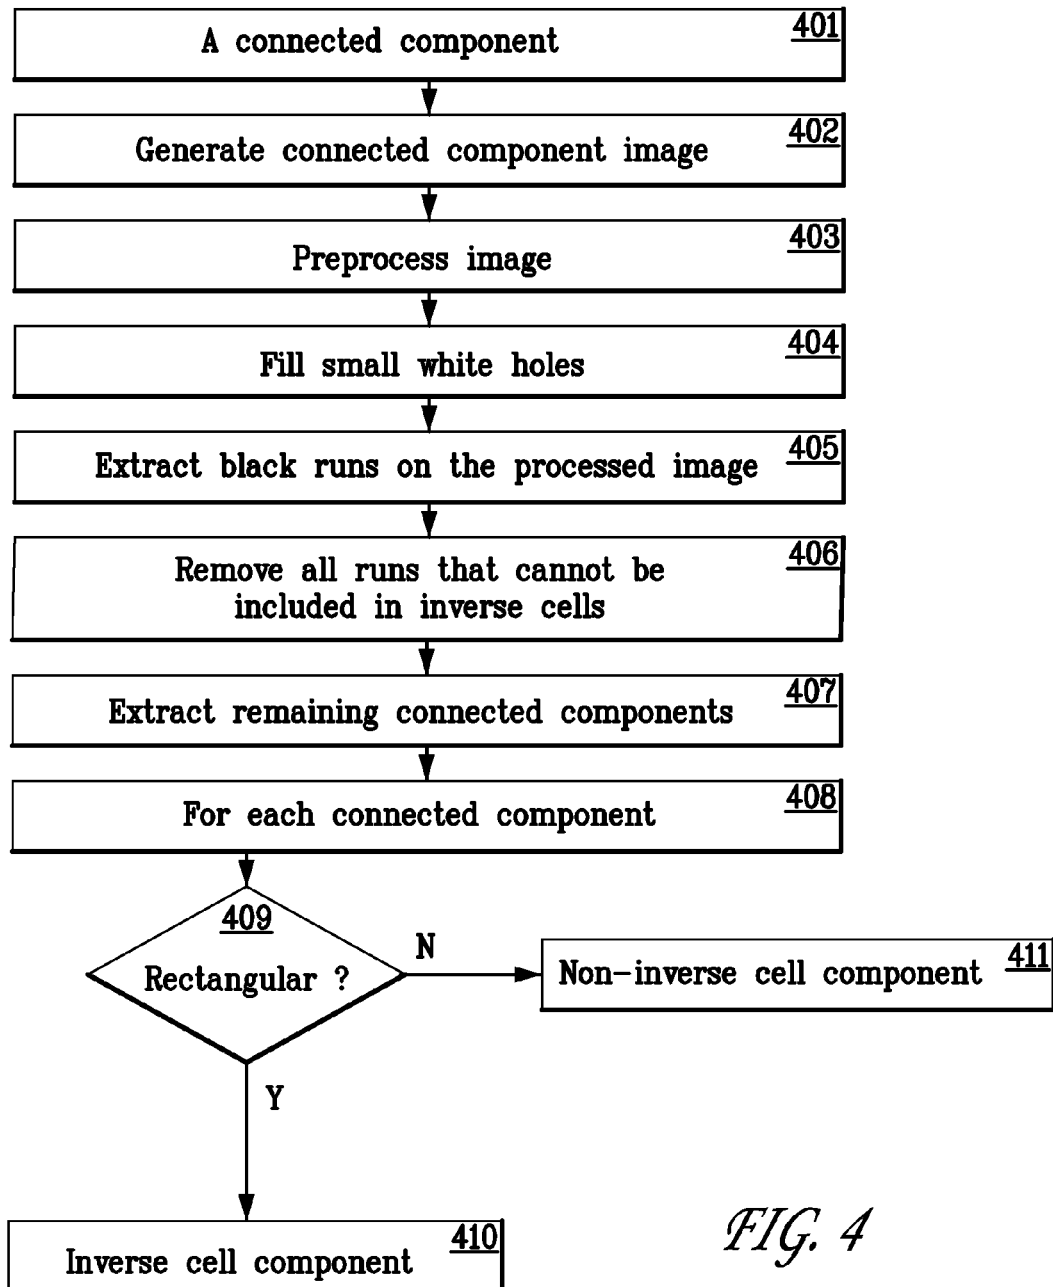 A connected component 401
Generate connected component image 402
Preprocess image 403
Fill small white holes 404
Extract black runs on the processed image 405
Remove all runs that cannot be 406
included in inverse cells
Extract remaining connected components 407
For each connected component 408
409
Rectangular ?
N
Non-inverse cell component 411
Y
Inverse cell component 410
FIG. 4